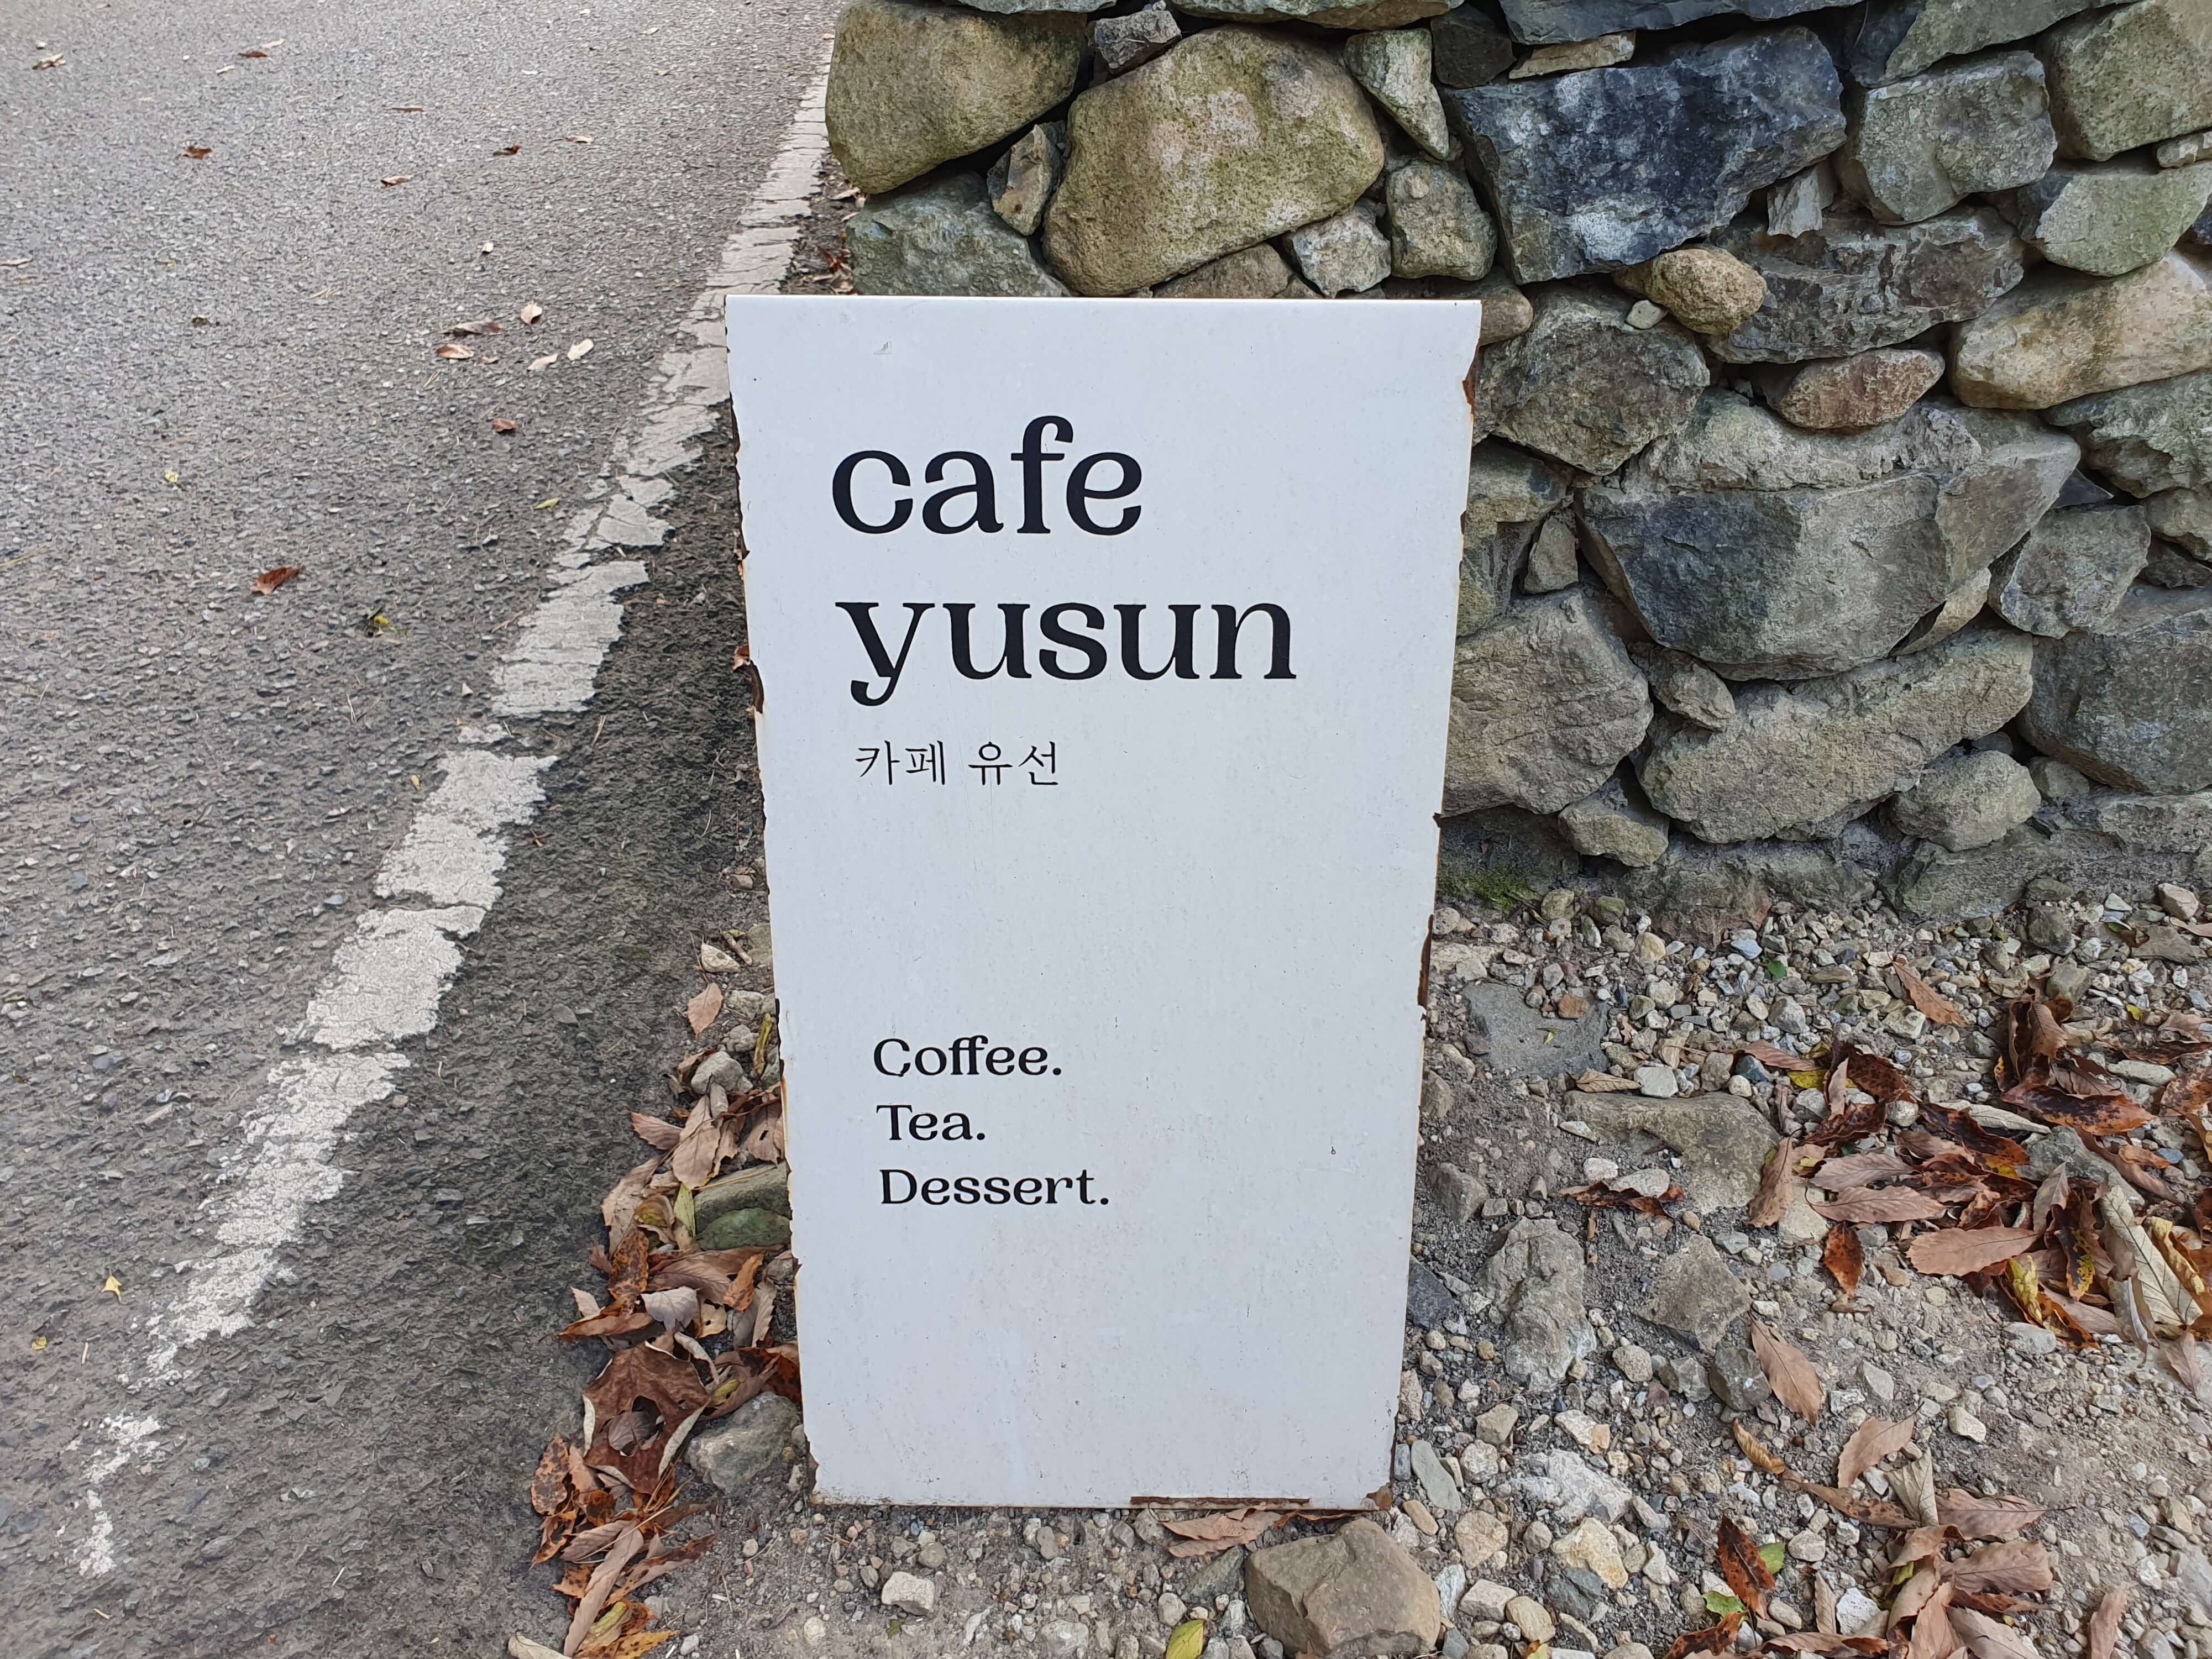 cafe
yusun
카페 유선
Coffee.
Tea.
Dessert.